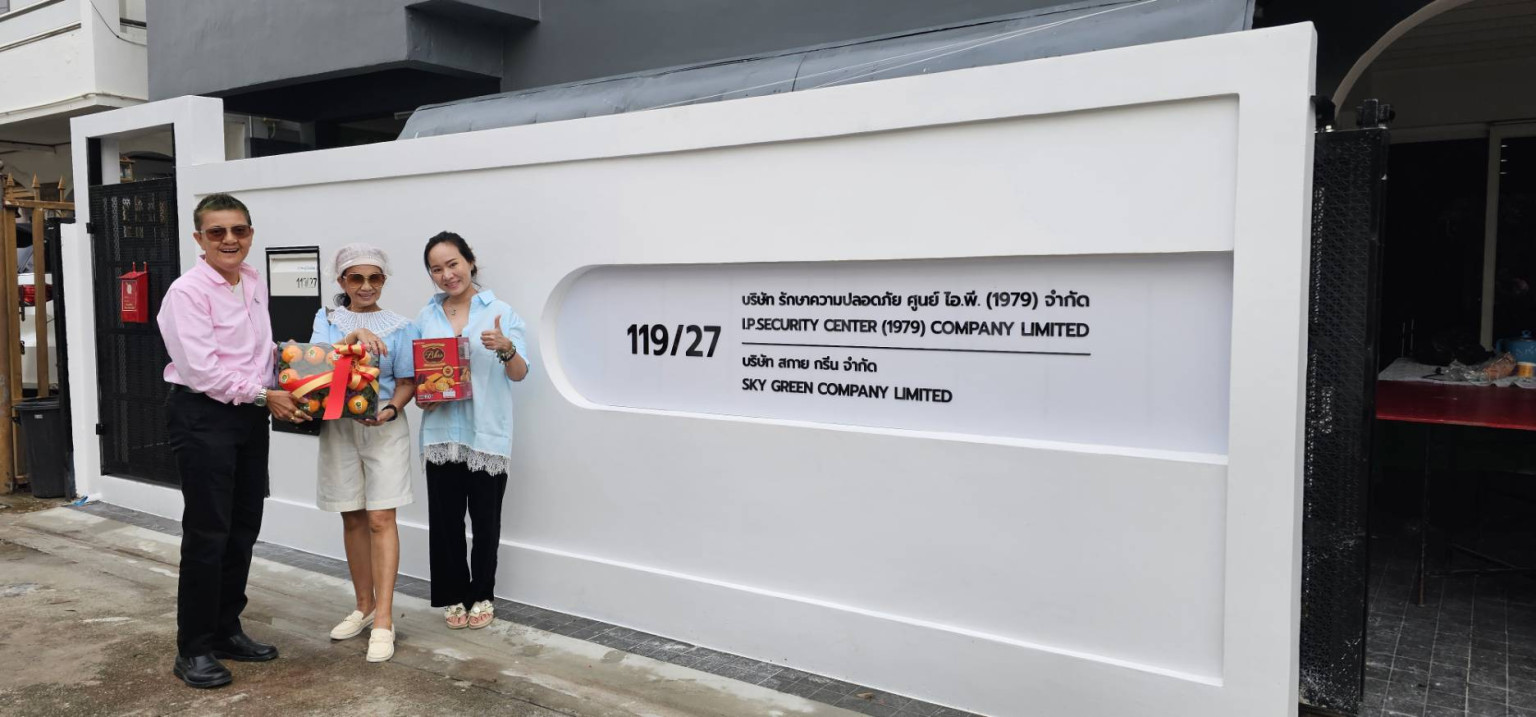 119/27
119/27
บริษัท รักษาความปลอดภัย ศูนย์ ไอ.พี. (1979) จำกัด
I.P.SECURITY CENTER (1979) COMPANY LIMITED
บริษัท สกาย กรีน จำกัด
SKY GREEN COMPANY LIMITED